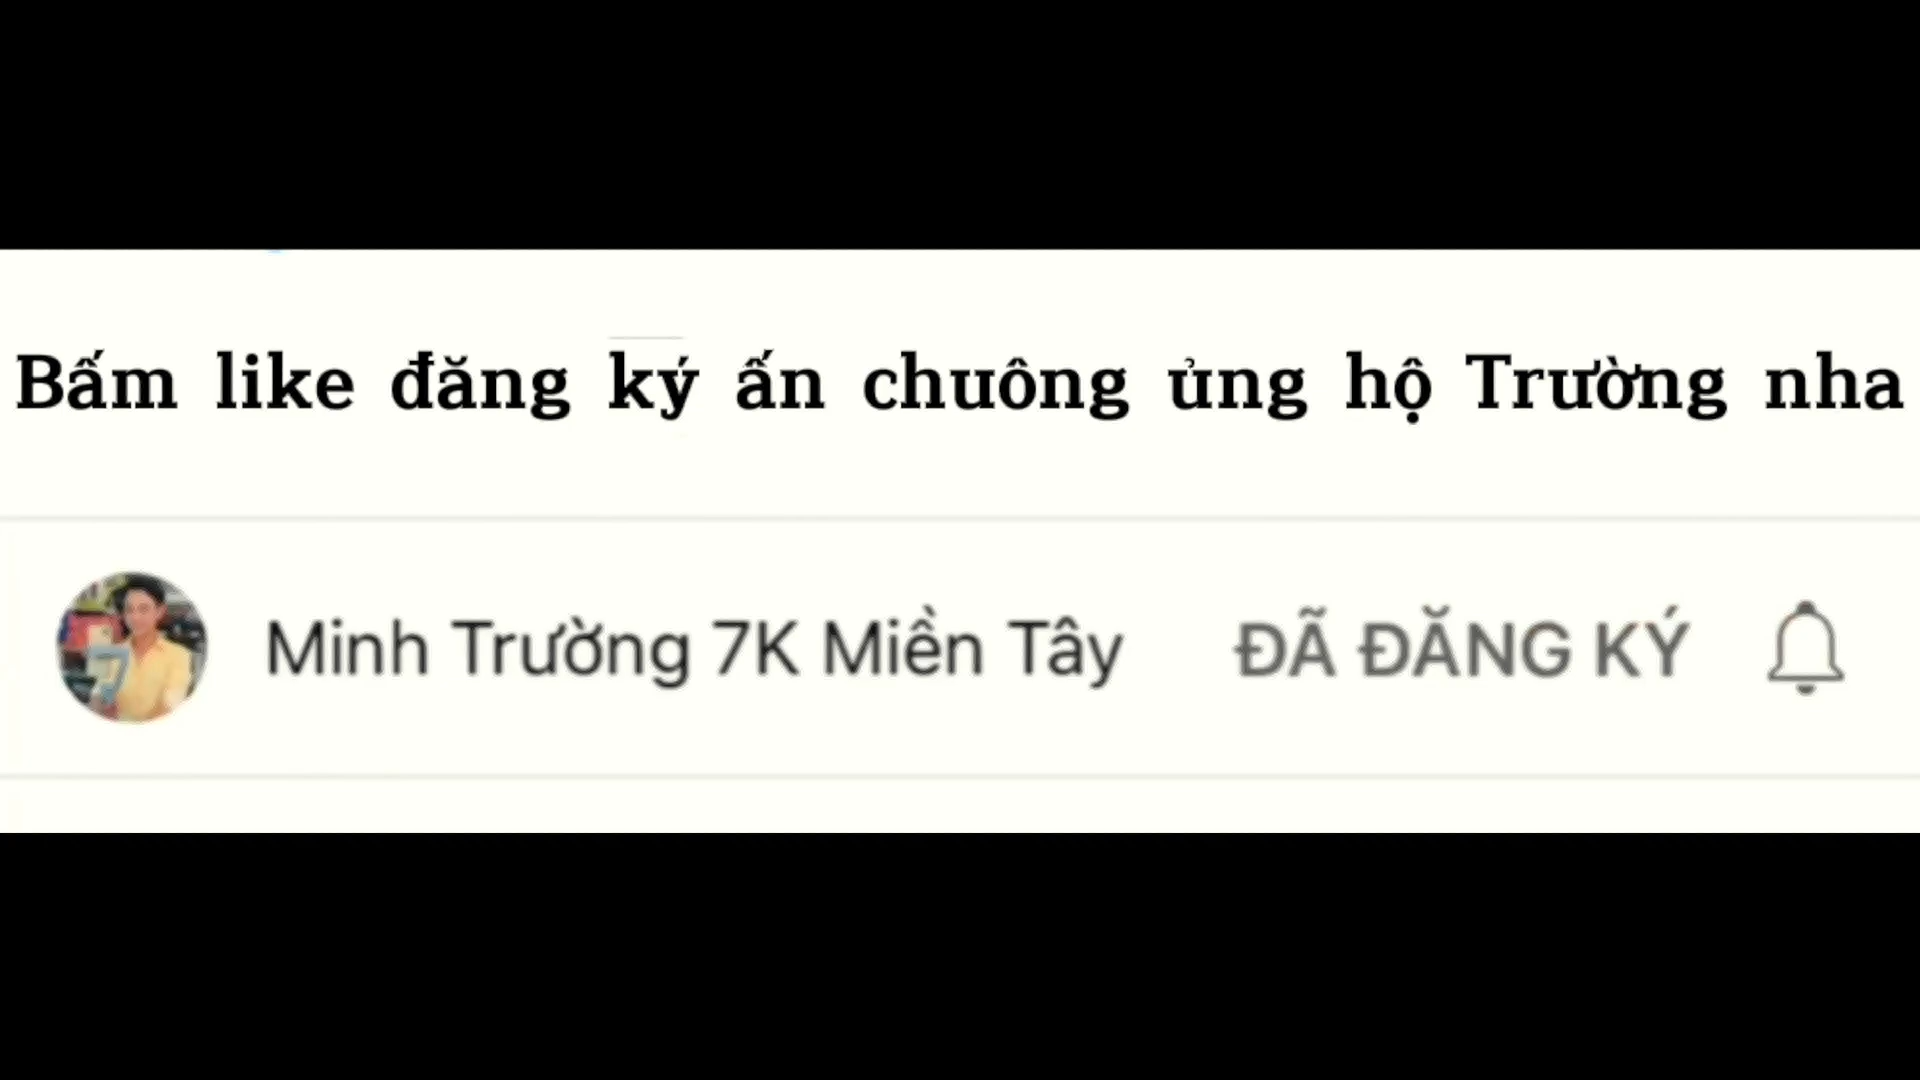 Bấm like đăng ký ấn chuông ủng hộ Trường nha
Minh Trường 7K Miền Tây ĐÃ ĐĂNG KÝ